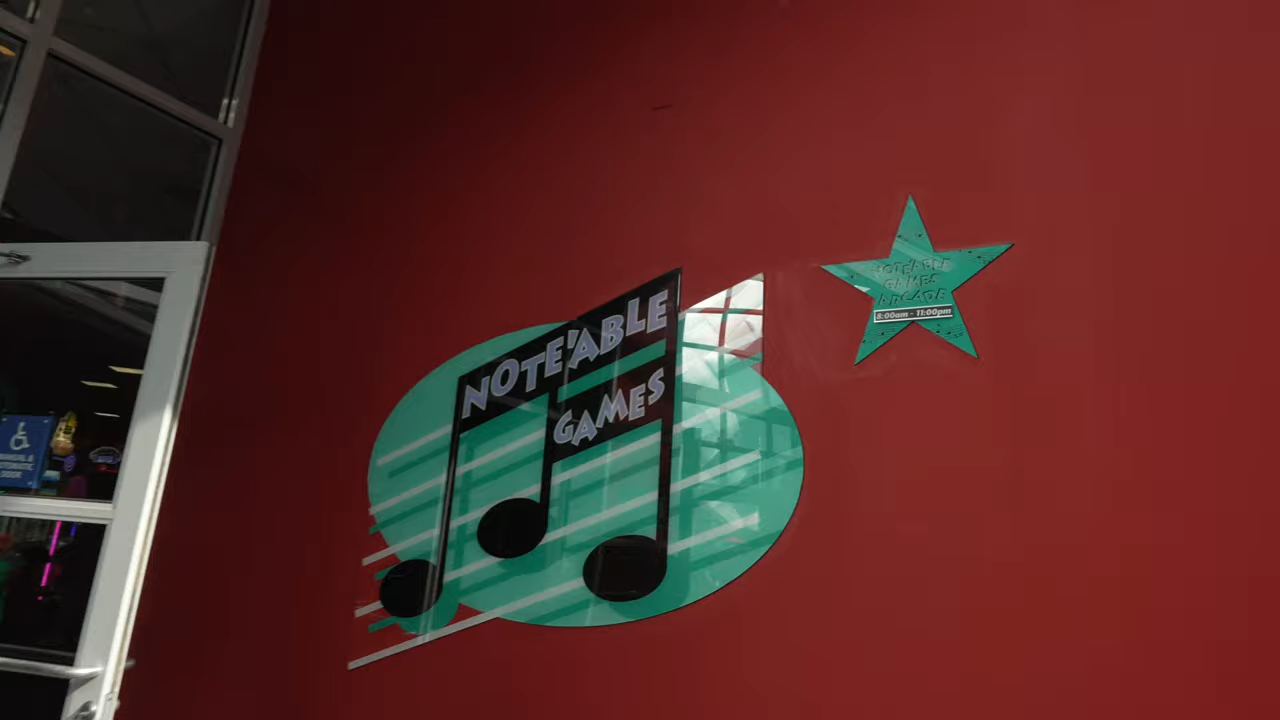 NOTE'ABLE
GAMES
NOTE'ABLE
GAMES
ARCADE
8:00am - 11:00pm